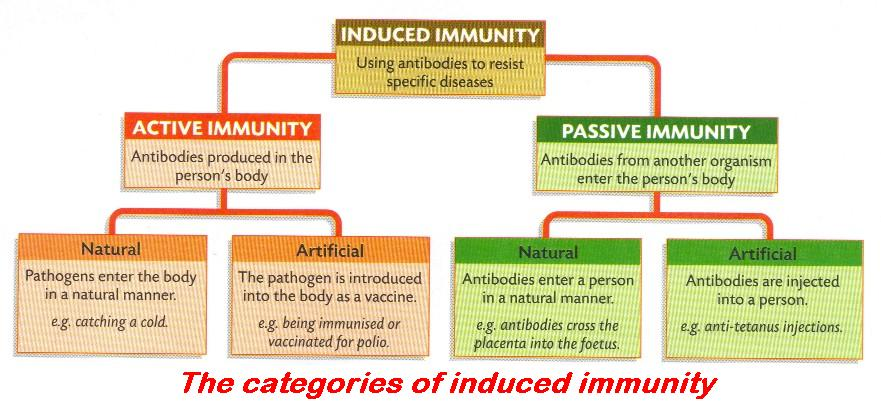 INDUCED IMMUNITY
Using antibodies to resist
specific diseases
ACTIVE IMMUNITY
Antibodies produced in the
person's body
PASSIVE IMMUNITY
Antibodies from another organism
enter the person's body
Natural
Pathogens enter the body
in a natural manner.
e.g. catching a cold.
Artificial
The pathogen is introduced
into the body as a vaccine.
e.g. being immunised or
vaccinated for polio.
Natural
Antibodies enter a person
in a natural manner.
e.g. antibodies cross the
placenta into the foetus.
Artificial
Antibodies are injected
into a person.
e.g. anti-tetanus injections.
The categories of induced immunity